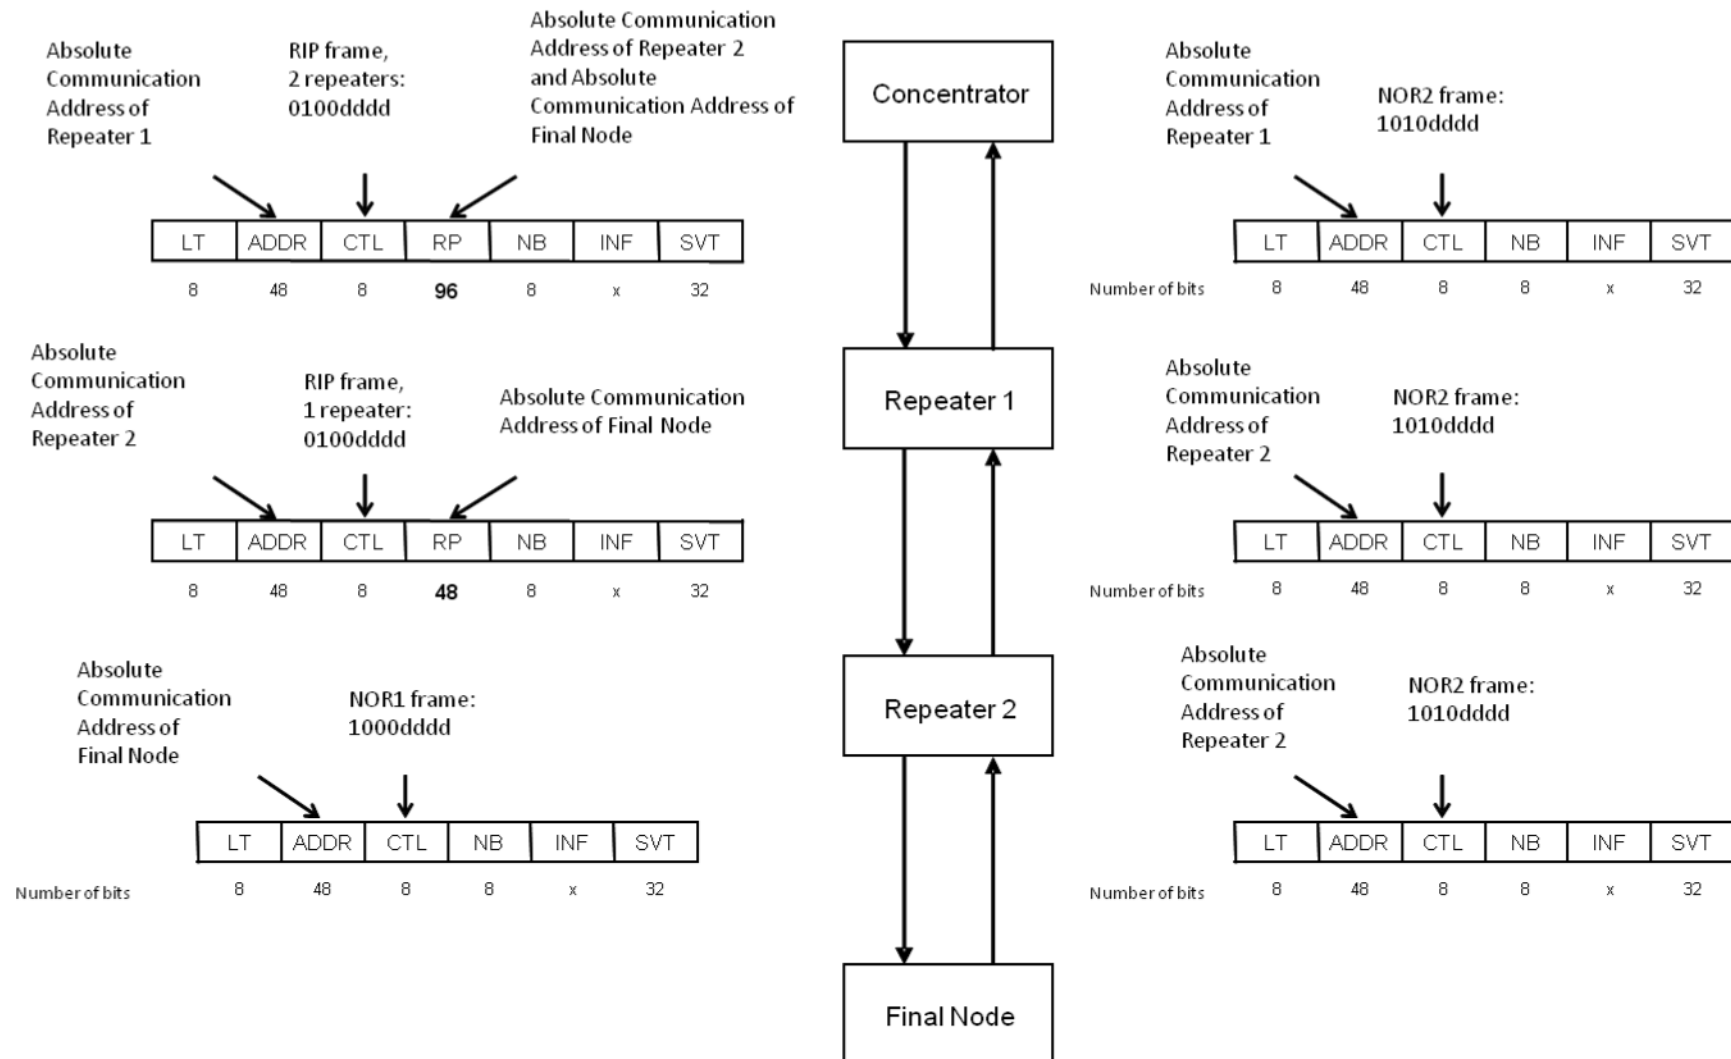 Absolute
Communication
Address of
Repeater 1
RIP frame,
2 repeaters:
0100dddd
Absolute Communication
Address of Repeater 2
and Absolute
Communication Address of
Final Node
LT ADDR CTL RP NB INF SVT
8 48 8 96 8 x 32
Absolute
Communication
Address of
Repeater 2
RIP frame,
1 repeater:
0100dddd
Absolute Communication
Address of Final Node
LT ADDR CTL RP NB INF SVT
8 48 8 48 8 x 32
Absolute
Communication
Address of
Final Node
NOR1 frame:
1000dddd
LT ADDR CTL NB INF SVT
Number of bits 8 48 8 8 x 32
Concentrator
Repeater 1
Repeater 2
Final Node
Absolute
Communication
Address of
Repeater 1
NOR2 frame:
1010dddd
LT ADDR CTL NB INF SVT
Number of bits 8 48 8 8 x 32
Absolute
Communication
Address of
Repeater 2
NOR2 frame:
1010dddd
LT ADDR CTL NB INF SVT
Number of bits 8 48 8 8 x 32
Absolute
Communication
Address of
Repeater 2
NOR2 frame:
1010dddd
LT ADDR CTL NB INF SVT
Number of bits 8 48 8 8 x 32